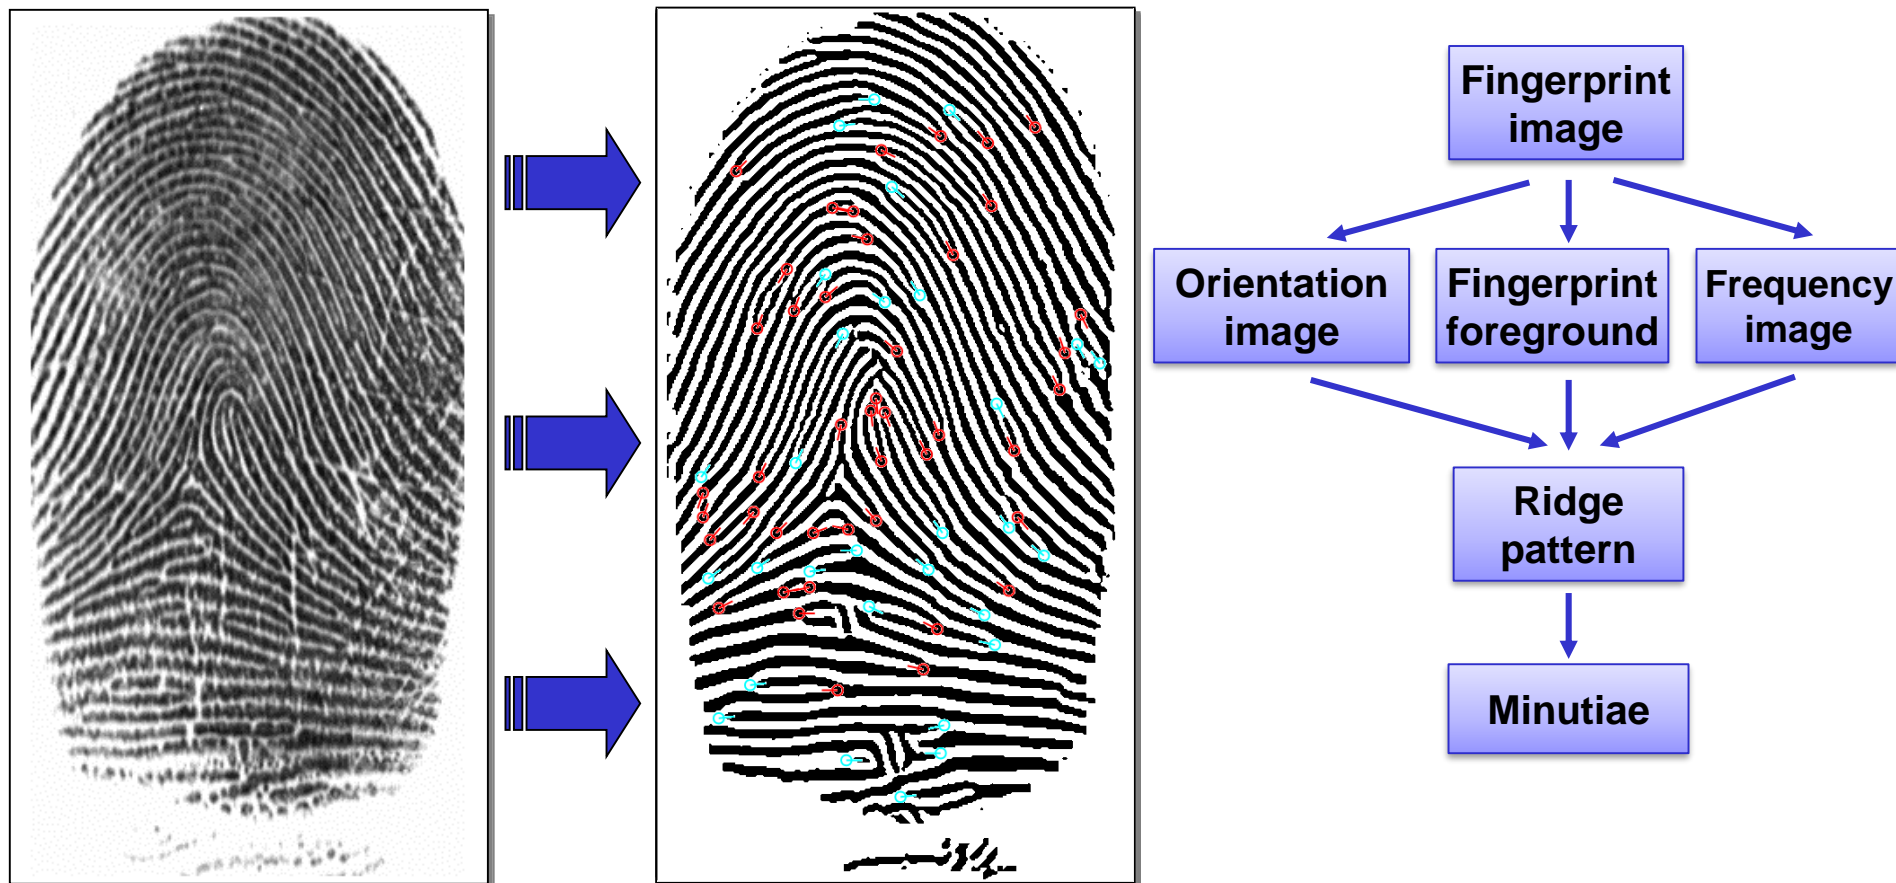 Fingerprint
image
Orientation
image
Fingerprint
foreground
Frequency
image
Ridge
pattern
Minutiae